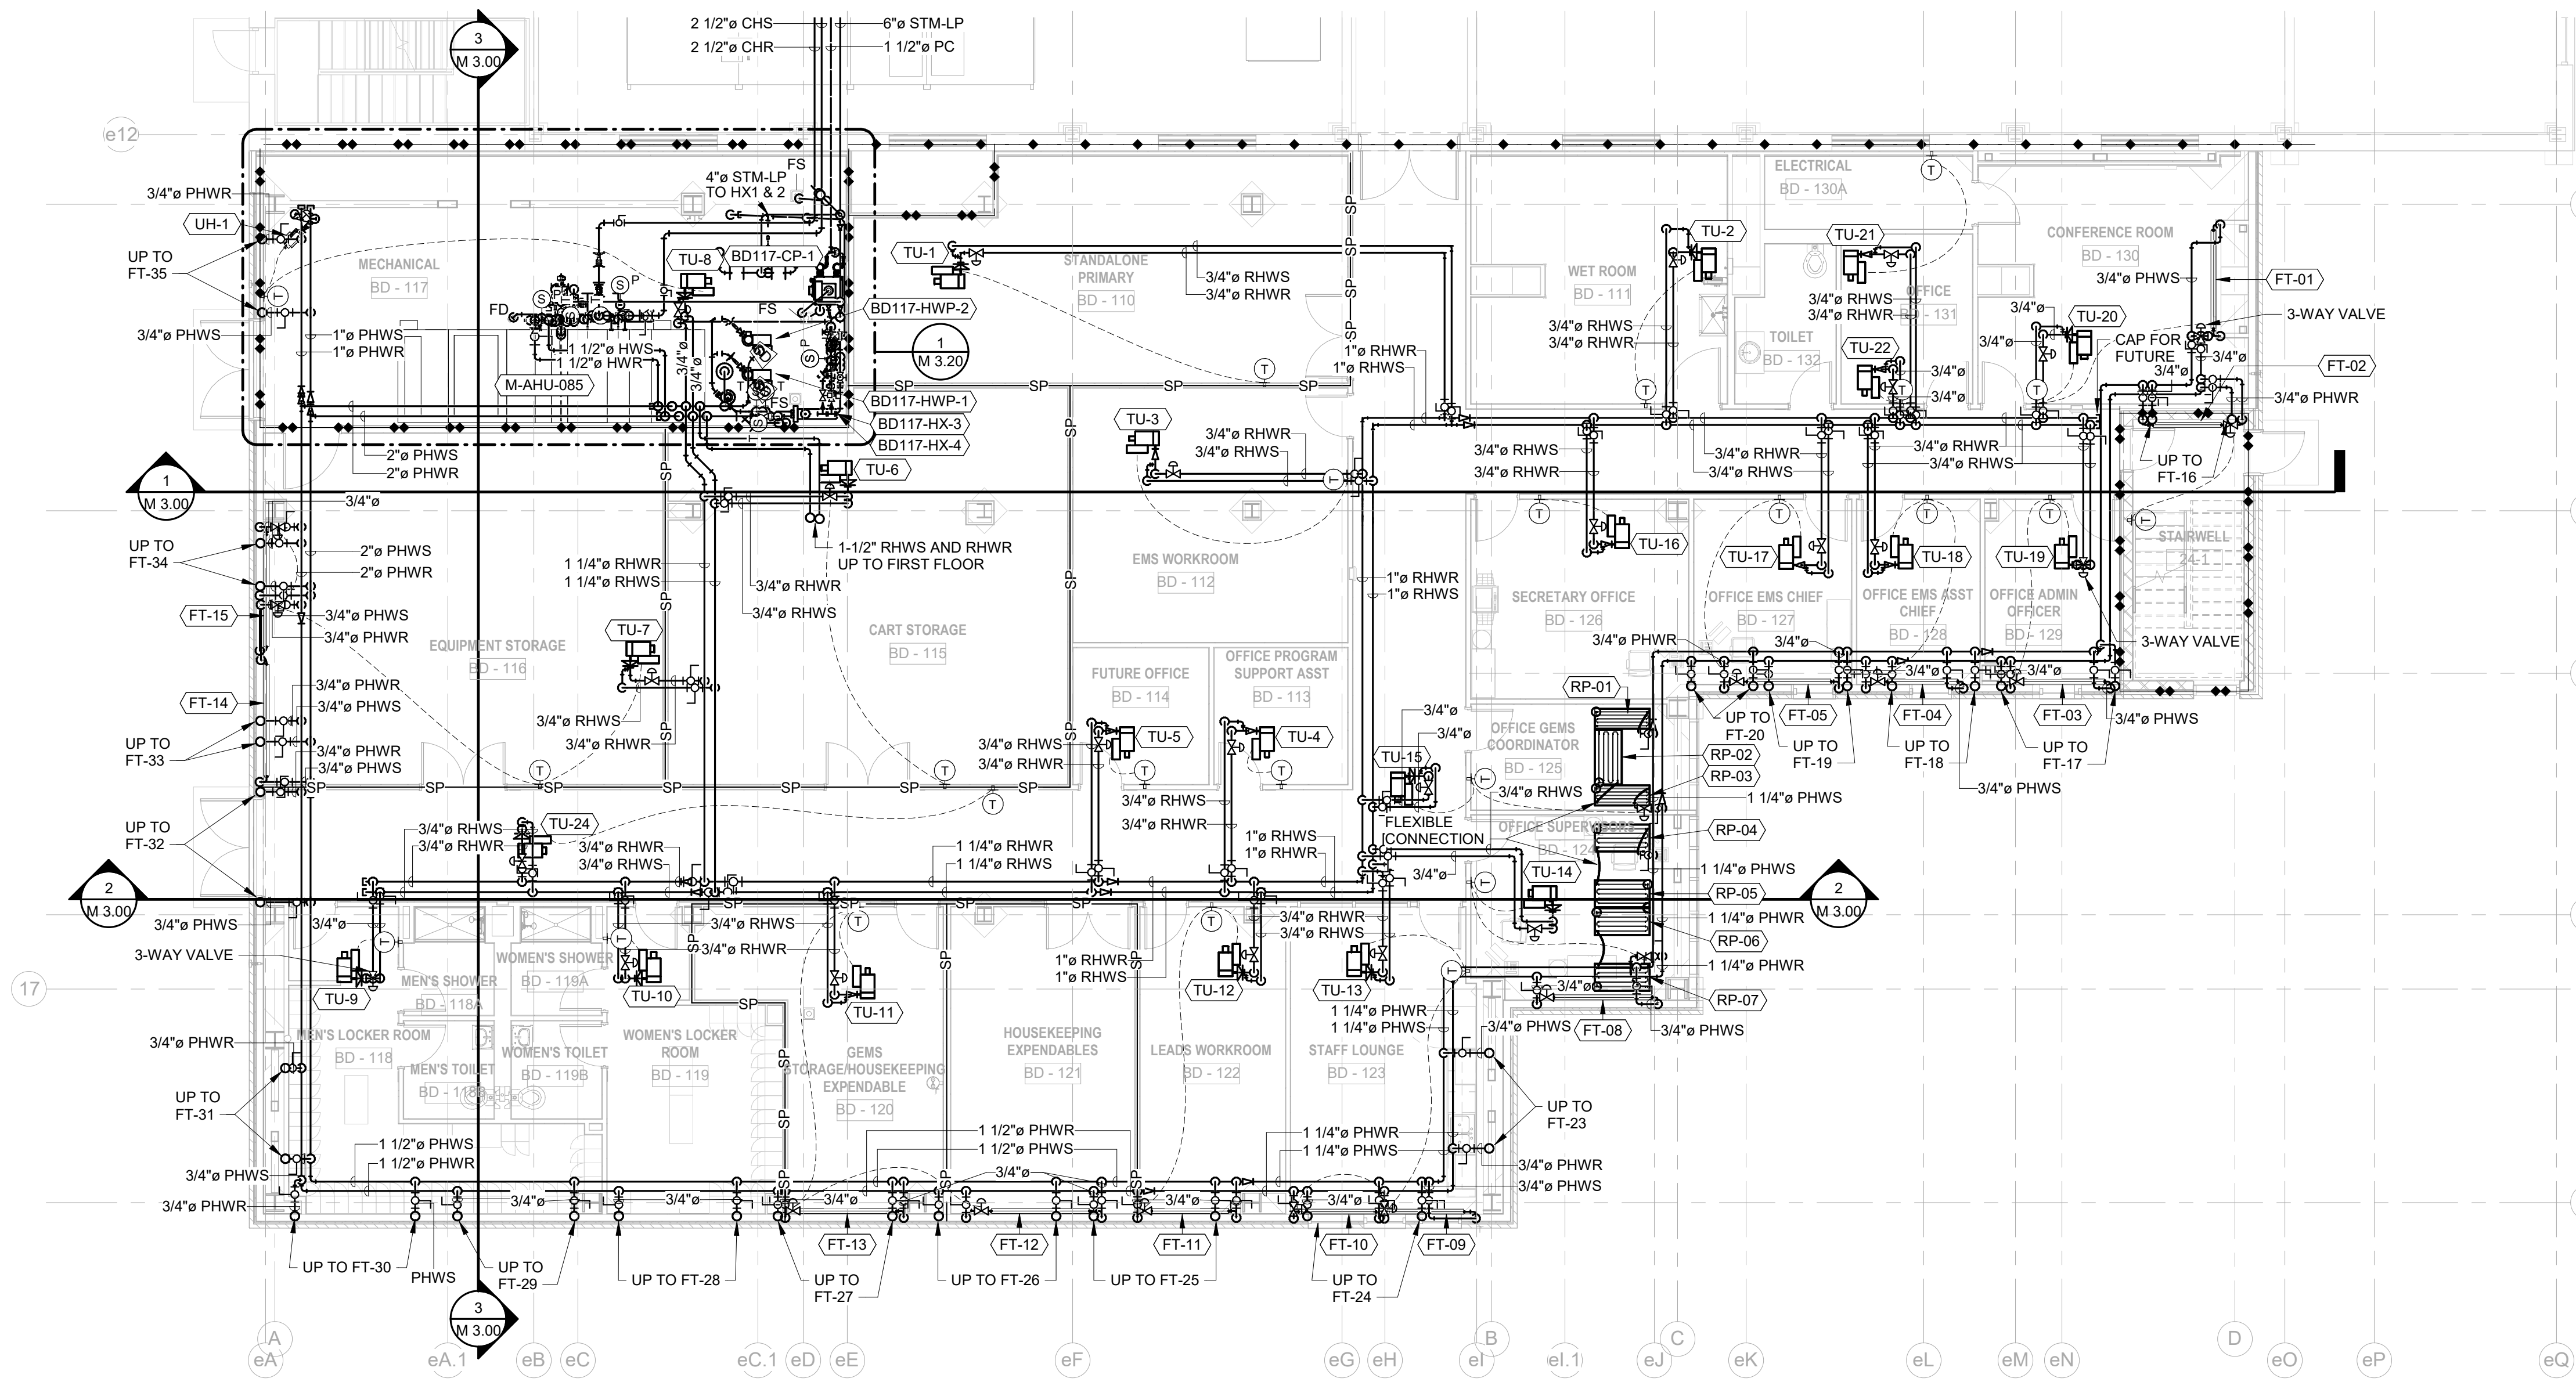 3
M 3.00
2 1/2"ø CHS
6"ø STM-LP
2 1/2"ø CHR
1 1/2"ø PC
e12
FS
4"ø STM-LP
TO HX1 & 2
3/4"ø PHWR
UH-1
UP TO
FT-35
MECHANICAL
BD - 117
TU-8
BD117-CP-1
TU-1
STANDALONE
PRIMARY
BD - 110
3/4"ø RHWS
3/4"ø RHWR
SP
ELECTRICAL
BD - 130A
T
TU-2
WET ROOM
BD - 111
TU-21
CONFERENCE ROOM
BD - 130
3/4"ø PHWS
FT-01
3/4"ø RHWS
3/4"ø RHWR
OFFICE
BD - 131
3/4"ø
TU-20
3-WAY VALVE
3/4"ø PHWS
1"ø PHWS
1"ø PHWR
FD
S
P
FS
BD117-HWP-2
1
M 3.20
1 1/2"ø HWS
1 1/2"ø HWR
M-AHU-085
3/4"ø
3/4"ø
BD117-HWP-1
BD117-HX-3
BD117-HX-4
FS
3/4"ø RHWS
3/4"ø RHWR
TOILET
BD - 132
TU-22
3/4"ø
3/4"ø
3/4"ø
CAP FOR
FUTURE
3/4"ø
3/4"ø
FT-02
3/4"ø PHWR
1"ø RHWR
1"ø RHWS
SP
SP
SP
SP
2"ø PHWS
2"ø PHWR
TU-6
TU-3
3/4"ø RHWR
3/4"ø RHWS
3/4"ø RHWS
3/4"ø RHWR
3/4"ø RHWR
3/4"ø RHWS
3/4"ø RHWR
3/4"ø RHWS
UP TO
FT-16
1
M 3.00
3/4"ø
UP TO
FT-34
2"ø PHWS
2"ø PHWR
1 1/4"ø RHWR
1 1/4"ø RHWS
1-1/2" RHWS AND RHWR
UP TO FIRST FLOOR
3/4"ø RHWR
3/4"ø RHWS
EMS WORKROOM
BD - 112
1"ø RHWR
1"ø RHWS
TU-16
TU-17
TU-18
TU-19
STAIRWELL
24-1
FT-15
3/4"ø PHWS
3/4"ø PHWR
EQUIPMENT STORAGE
BD - 116
TU-7
CART STORAGE
BD - 115
SECRETARY OFFICE
BD - 126
OFFICE EMS CHIEF
BD - 127
OFFICE EMS ASST
CHIEF
BD - 128
OFFICE ADMIN
OFFICER
BD - 129
3/4"ø PHWR
3/4"ø
3-WAY VALVE
FUTURE OFFICE
BD - 114
OFFICE PROGRAM
SUPPORT ASST
BD - 113
3/4"ø
3/4"ø
FT-14
3/4"ø PHWR
3/4"ø PHWS
UP TO
FT-33
3/4"ø PHWR
3/4"ø PHWS
3/4"ø RHWS
3/4"ø RHWR
3/4"ø RHWS
3/4"ø RHWR
TU-5
TU-4
3/4"ø
3/4"ø
TU-15
OFFICE GEMS
COORDINATOR
BD - 125
RP-01
RP-02
RP-03
UP TO
FT-20
FT-05
UP TO
FT-19
FT-04
UP TO
FT-18
FT-03
UP TO
FT-17
3/4"ø PHWS
3/4"ø PHWS
SP
SP
SP
SP
SP
SP
3/4"ø RHWS
3/4"ø RHWR
3/4"ø RHWS
3/4"ø RHWR
1 1/4"ø PHWS
UP TO
FT-32
TU-24
3/4"ø RHWS
3/4"ø RHWR
3/4"ø RHWR
3/4"ø RHWS
1 1/4"ø RHWR
1 1/4"ø RHWS
1"ø RHWS
1"ø RHWR
FLEXIBLE
CONNECTION
OFFICE SUPERVISORS
BD - 124
RP-04
3/4"ø
TU-14
1 1/4"ø PHWS
RP-05
2
M 3.00
2
M 3.00
1 1/4"ø PHWR
RP-06
1 1/4"ø PHWR
RP-07
3/4"ø PHWS
3-WAY VALVE
3/4"ø
3/4"ø RHWS
3/4"ø RHWR
3/4"ø RHWR
3/4"ø RHWS
1"ø RHWR
1"ø RHWS
17
TU-9
MEN'S SHOWER
BD - 118A
WOMEN'S SHOWER
BD - 119A
TU-10
TU-11
TU-12
TU-13
3/4"ø
FT-08
3/4"ø PHWS
1 1/4"ø PHWR
1 1/4"ø PHWS
3/4"ø PHWS
3/4"ø PHWR
MEN'S LOCKER ROOM
BD - 118
MEN'S TOILET
BD - 118B
WOMEN'S TOILET
BD - 119B
WOMEN'S LOCKER
ROOM
BD - 119
GEMS
STORAGE/HOUSEKEEPING
EXPENDABLE
BD - 120
HOUSEKEEPING
EXPENDABLES
BD - 121
LEADS WORKROOM
BD - 122
STAFF LOUNGE
BD - 123
UP TO
FT-31
UP TO
FT-23
1 1/2"ø PHWS
1 1/2"ø PHWR
1 1/2"ø PHWR
1 1/2"ø PHWS
1 1/4"ø PHWR
1 1/4"ø PHWS
3/4"ø PHWR
3/4"ø PHWS
3/4"ø PHWS
3/4"ø PHWR
3/4"ø
3/4"ø
3/4"ø
3/4"ø
3/4"ø
3/4"ø
3/4"ø
UP TO FT-30
PHWS
UP TO
FT-29
UP TO FT-28
UP TO
FT-27
FT-13
UP TO FT-26
FT-12
UP TO FT-25
FT-11
UP TO
FT-24
FT-10
FT-09
3
M 3.00
A
B
C
D
eA
eA.1
eB
eC
eC.1
eD
eE
eF
eG
eH
eI
eI.1
eJ
eK
eL
eM
eN
eO
eP
eQ